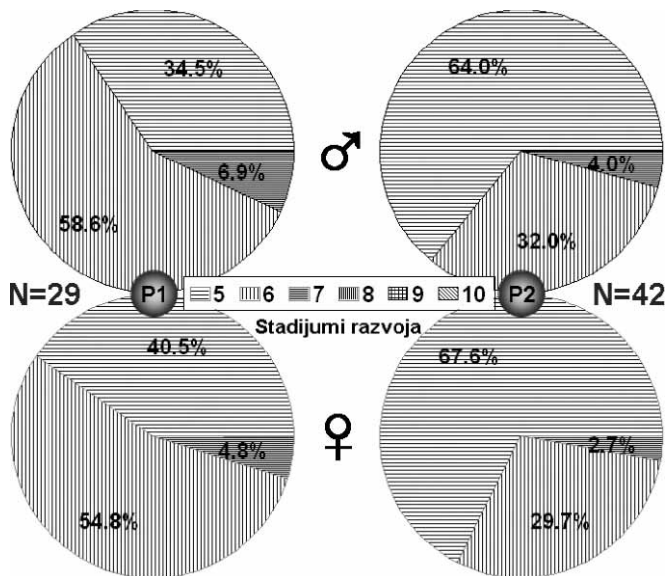 34.5%
64.0%
6.9%
4.0%
58.6%
32.0%
N=29
P1
5 6 7 8 9 10
P2
N=42
Stadijumi razvoja
40.5%
67.6%
4.8%
2.7%
54.8%
29.7%